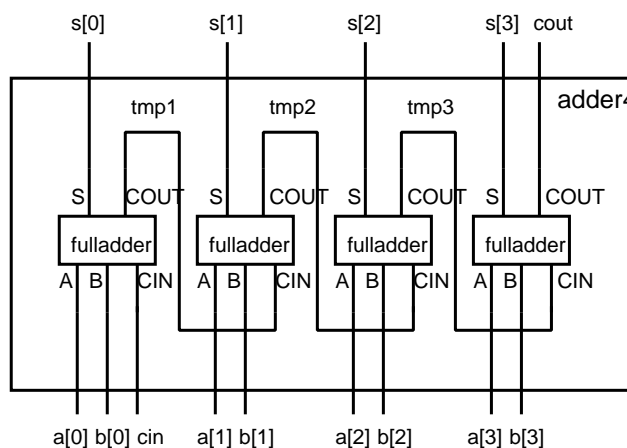 s[0] s[1] s[2] s[3] cout
adder4
tmp1 tmp2 tmp3
S COUT S COUT S COUT S COUT
fulladder fulladder fulladder fulladder
A B CIN A B CIN A B CIN A B CIN
a[0] b[0] cin a[1] b[1] a[2] b[2] a[3] b[3]